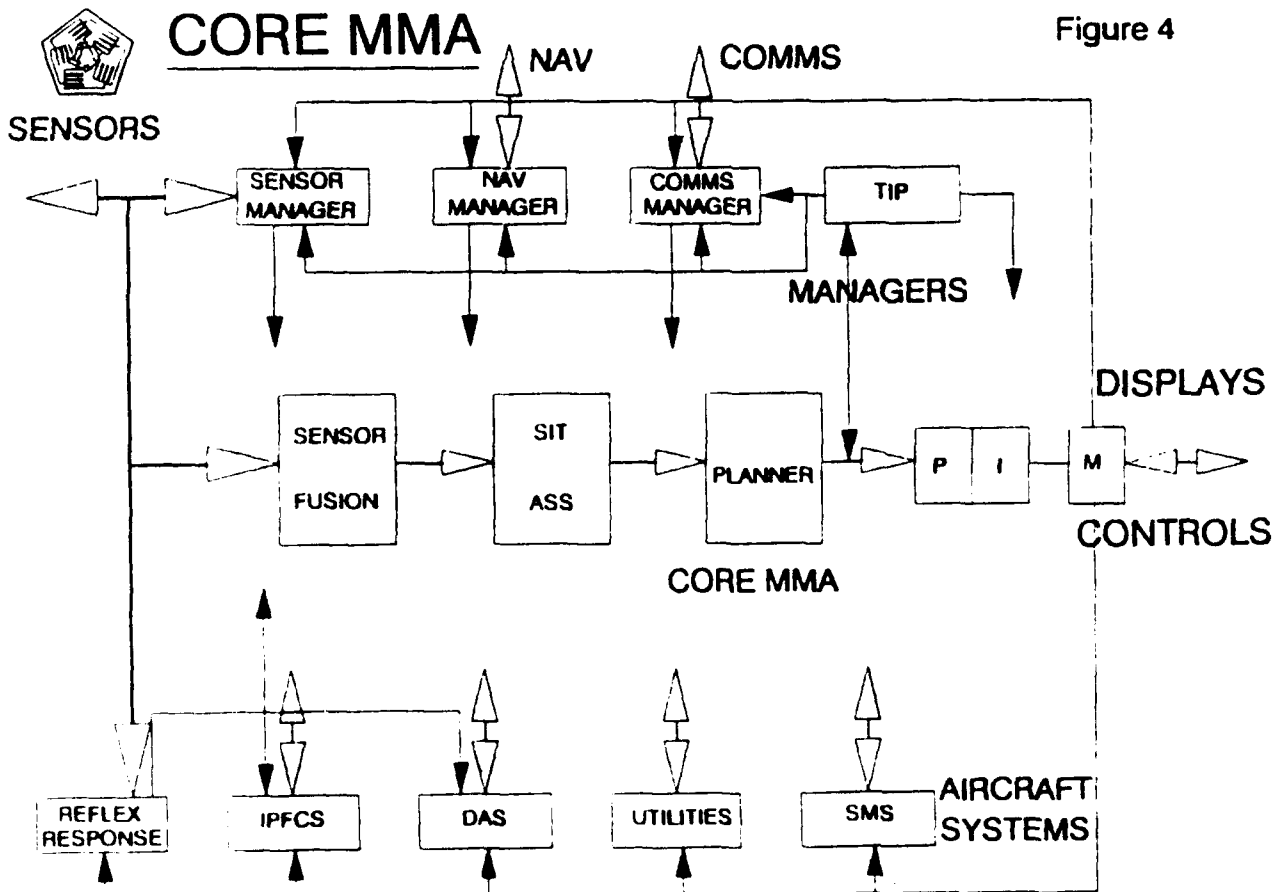 CORE MMA
Figure 4
NAV
COMMS
SENSORS
SENSOR
MANAGER
NAV
MANAGER
COMMS
MANAGER
TIP
MANAGERS
DISPLAYS
SENSOR
FUSION
SIT
ASS
PLANNER
P
I
M
CONTROLS
CORE MMA
REFLEX
RESPONSE
IPFCS
DAS
UTILITIES
SMS
AIRCRAFT
SYSTEMS